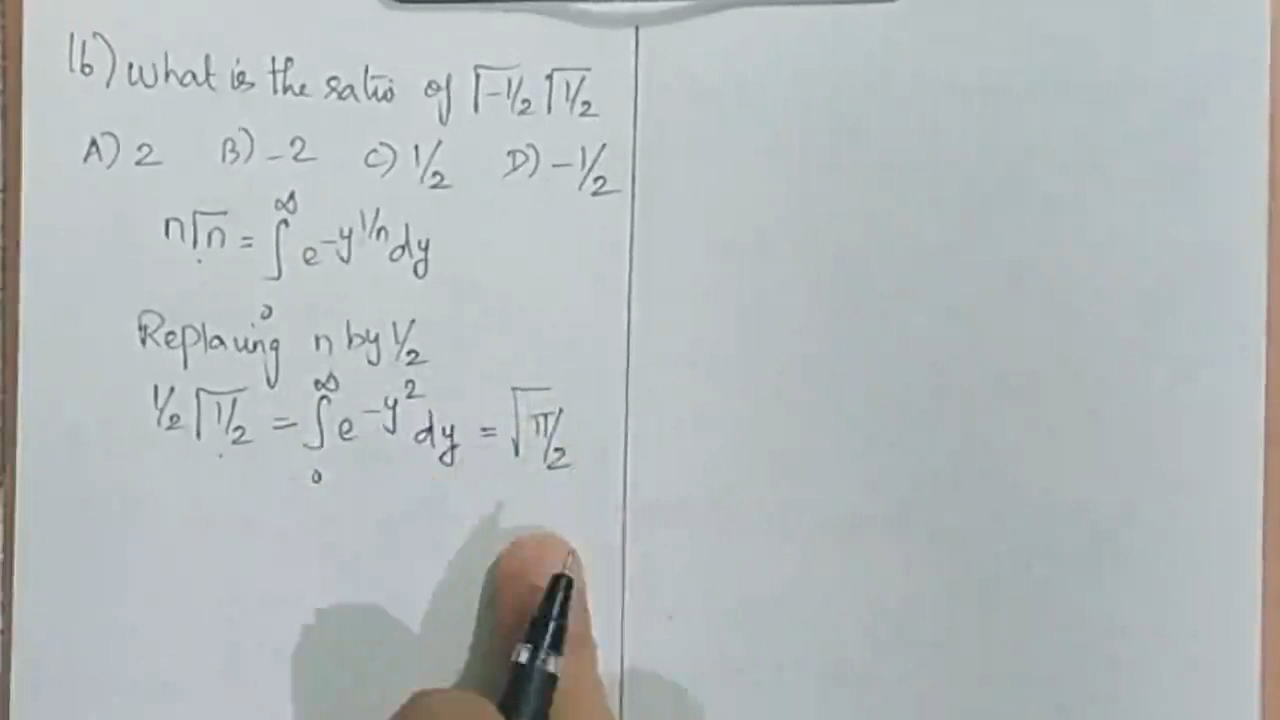 16) What is the ratio of Γ-1/2 Γ1/2
A) 2 B) -2 C) 1/2 D) -1/2
nΓn = ∫₀^∞ e^{-y^{1/n}} dy
Replacing n by 1/2
1/2 Γ1/2 = ∫₀^∞ e^{-y^2} dy = √π/2